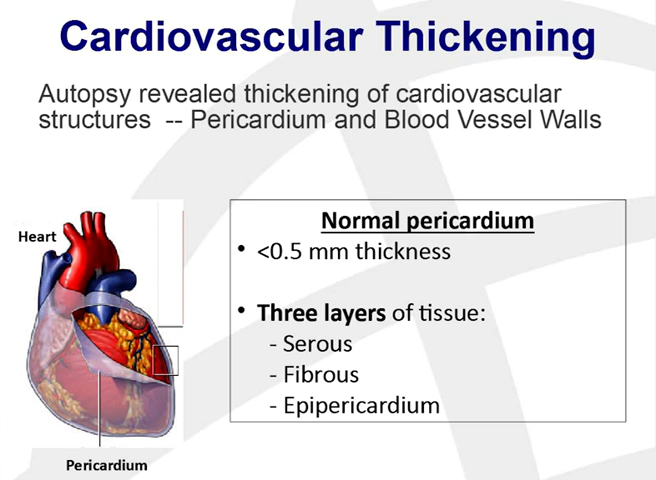 Cardiovascular Thickening
Autopsy revealed thickening of cardiovascular
structures -- Pericardium and Blood Vessel Walls
Heart
Normal pericardium
• <0.5 mm thickness
• Three layers of tissue:
- Serous
- Fibrous
- Epipericardium
Pericardium